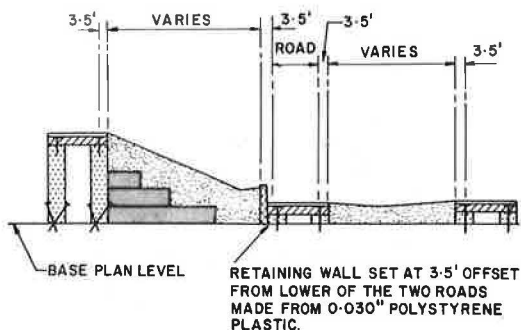 3·5' VARIES 3·5' 3·5'
ROAD VARIES 3·5'
BASE PLAN LEVEL
RETAINING WALL SET AT 3·5' OFFSET
FROM LOWER OF THE TWO ROADS
MADE FROM 0·030" POLYSTYRENE
PLASTIC.